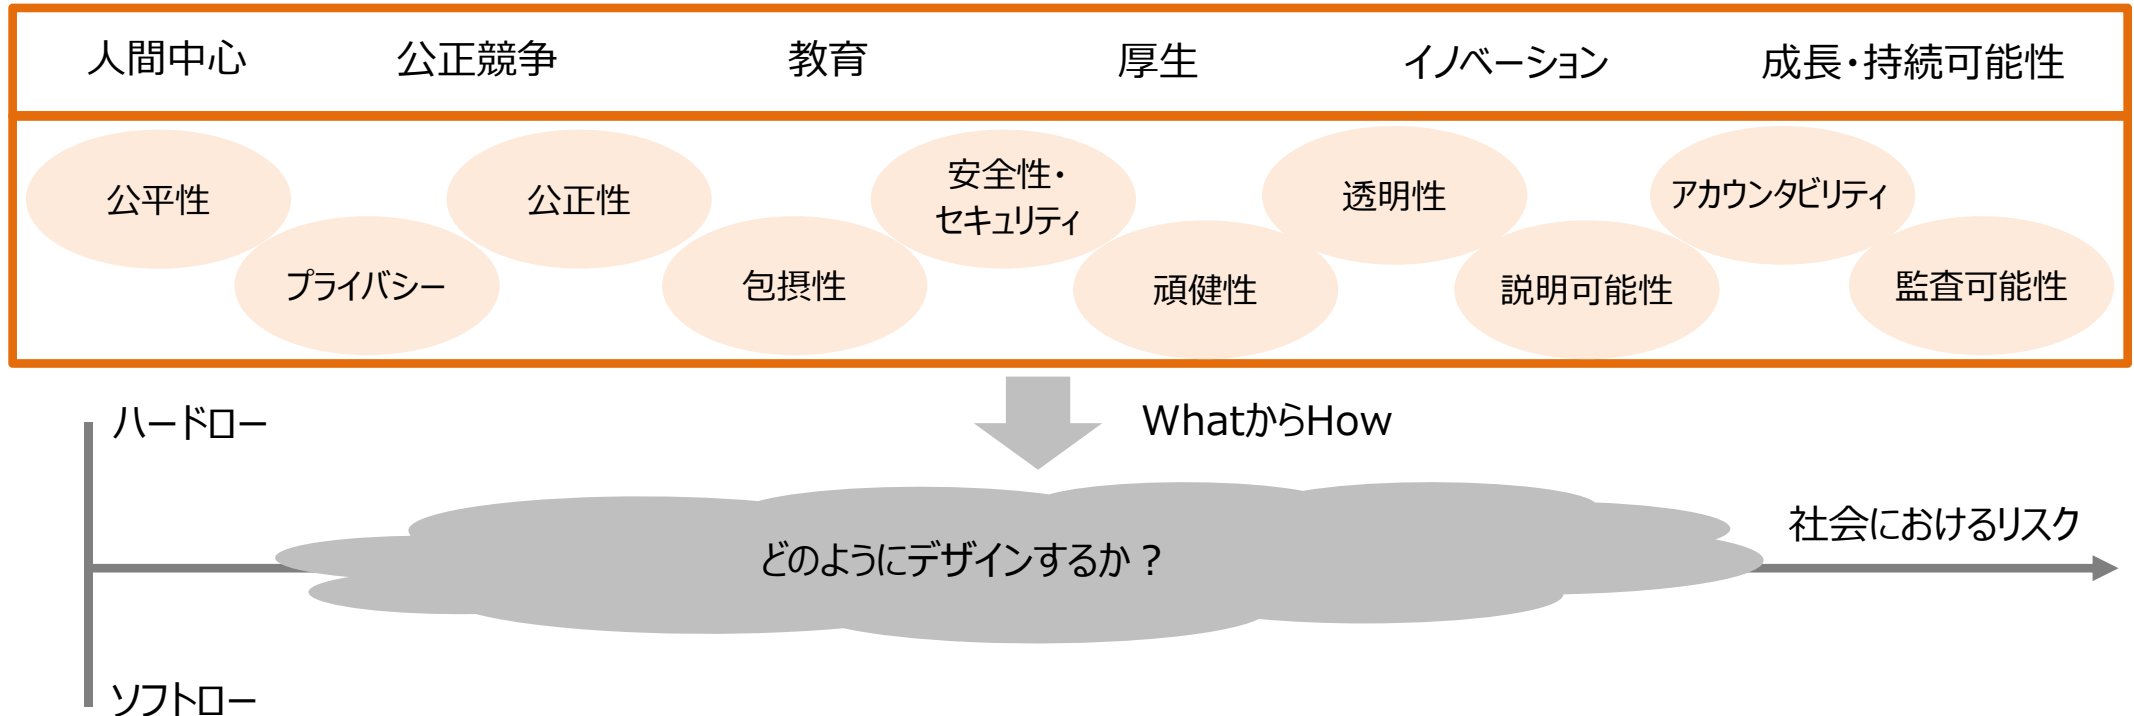 人間中心 公正競争 教育 厚生 イノベーション 成長・持続可能性
公平性
プライバシー
公正性
包摂性
安全性・
セキュリティ
頑健性
透明性
説明可能性
アカウンタビリティ
監査可能性
ハードロー
WhatからHow
社会におけるリスク
どのようにデザインするか？
ソフトロー